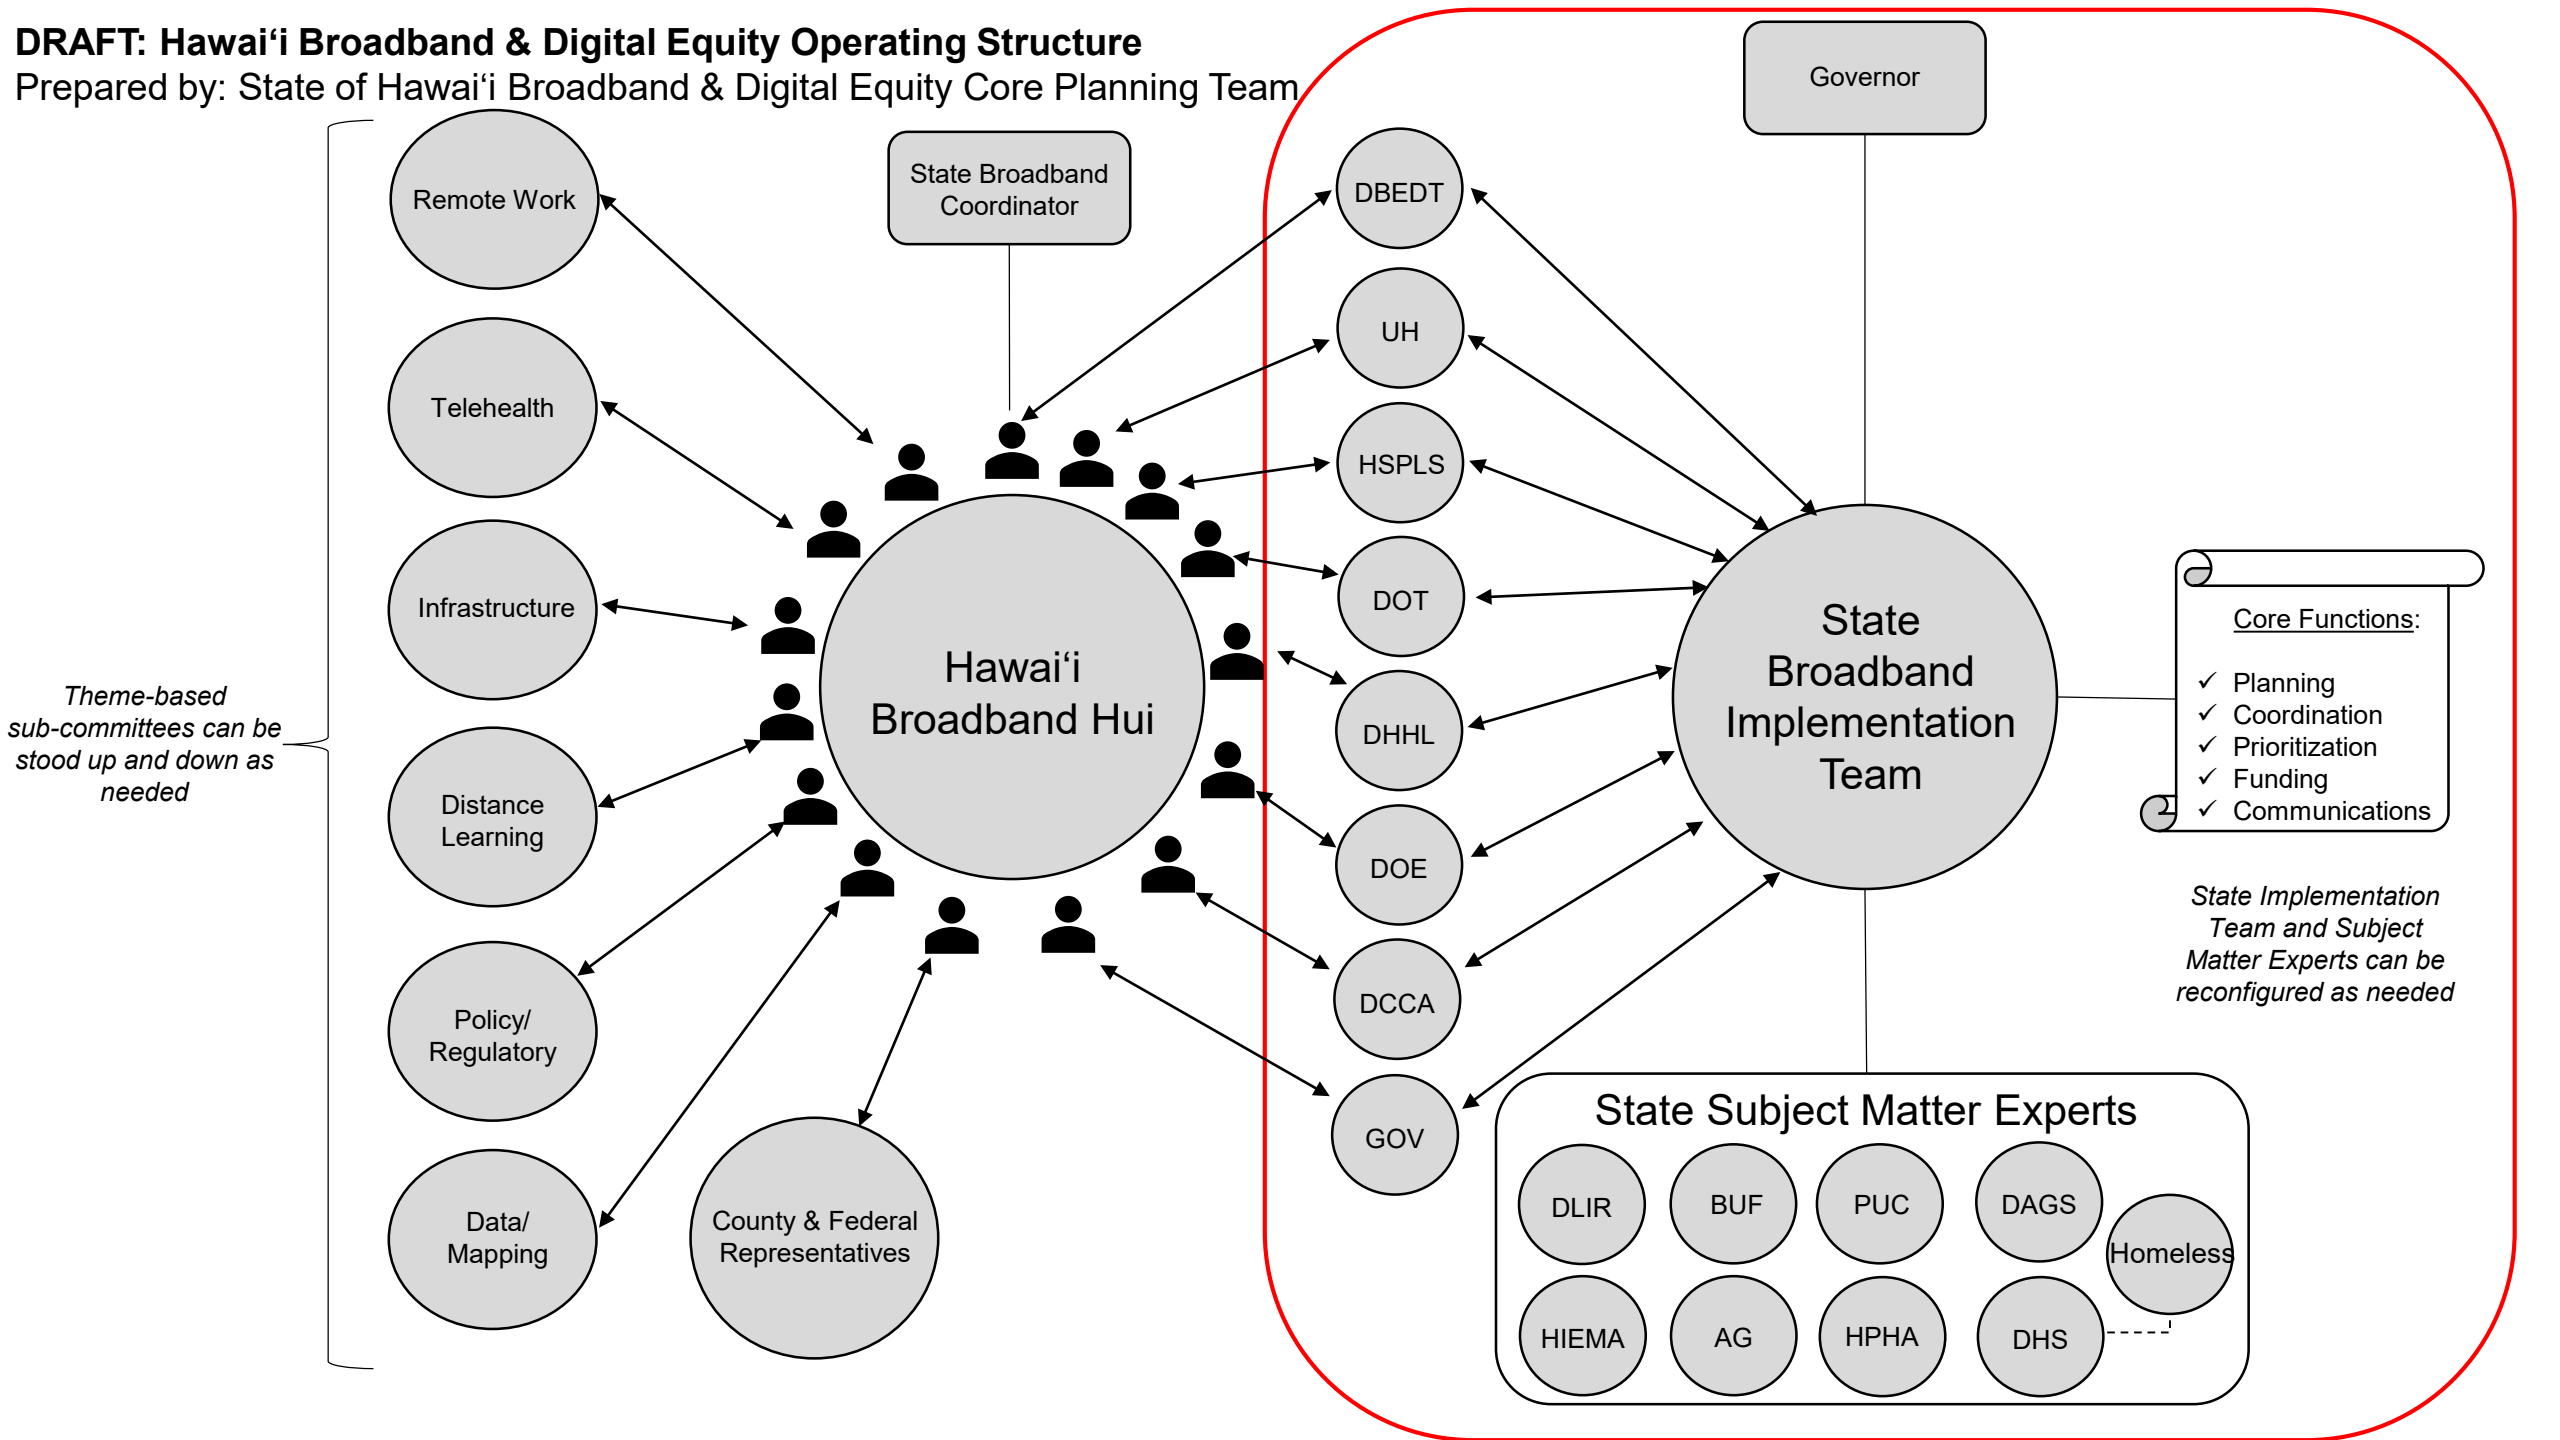 DRAFT: Hawai‘i Broadband & Digital Equity Operating Structure
Prepared by: State of Hawai‘i Broadband & Digital Equity Core Planning Team
Theme-based
sub-committees can be
stood up and down as
needed
Remote Work
Telehealth
Infrastructure
Distance
Learning
Policy/
Regulatory
Data/
Mapping
State Broadband
Coordinator
Hawai‘i
Broadband Hui
County & Federal
Representatives
DBEDT
UH
HSPLS
DOT
DHHL
DOE
DCCA
GOV
Governor
State
Broadband
Implementation
Team
Core Functions:
✓ Planning
✓ Coordination
✓ Prioritization
✓ Funding
✓ Communications
State Implementation
Team and Subject
Matter Experts can be
reconfigured as needed
State Subject Matter Experts
DLIR
BUF
PUC
DAGS
Homeless
HIEMA
AG
HPHA
DHS